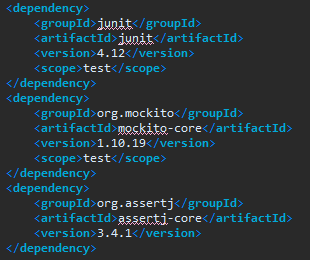 <dependency>
<groupId>junit</groupId>
<artifactId>junit</artifactId>
<version>4.12</version>
<scope>test</scope>
</dependency>
<dependency>
<groupId>org.mockito</groupId>
<artifactId>mockito-core</artifactId>
<version>1.10.19</version>
<scope>test</scope>
</dependency>
<dependency>
<groupId>org.assertj</groupId>
<artifactId>assertj-core</artifactId>
<version>3.4.1</version>
</dependency>